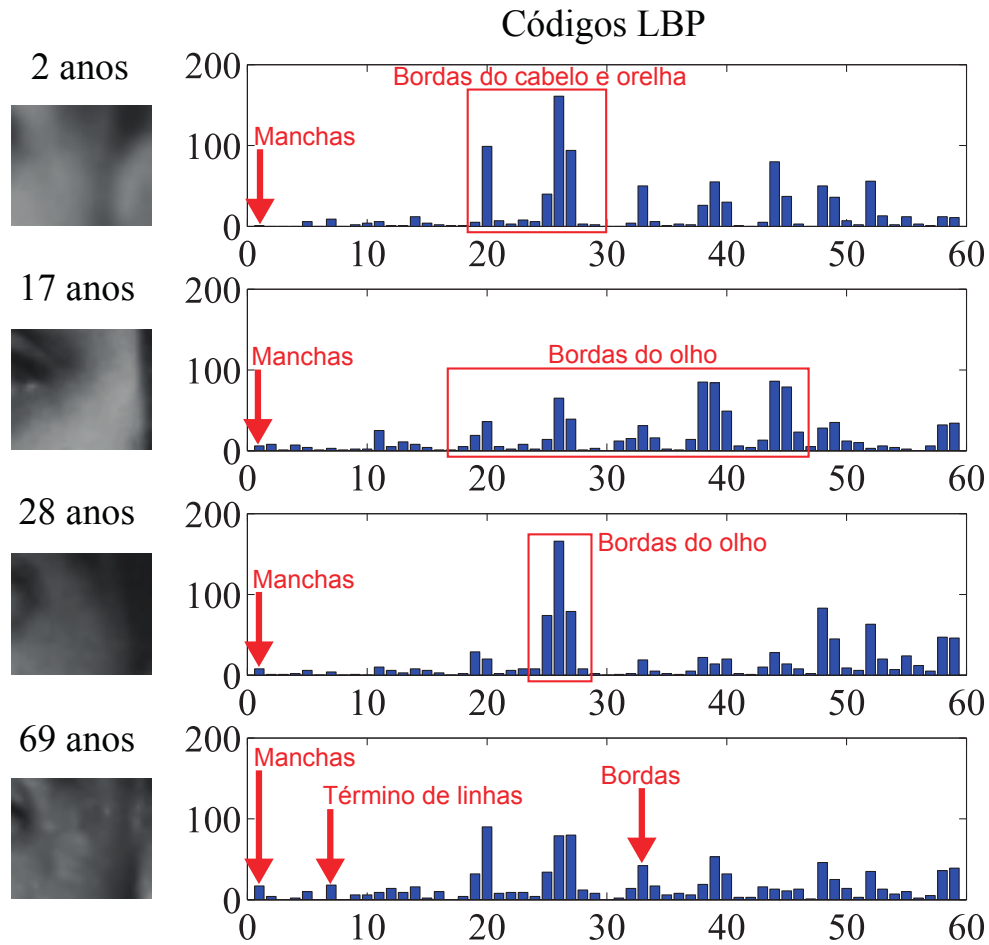 Códigos LBP
2 anos
200
100
0
Bordas do cabelo e orelha
Manchas
0 10 20 30 40 50 60
17 anos
200
100
0
Manchas
Bordas do olho
0 10 20 30 40 50 60
28 anos
200
100
0
Manchas
Bordas do olho
0 10 20 30 40 50 60
69 anos
200
100
0
Manchas
Término de linhas
Bordas
0 10 20 30 40 50 60